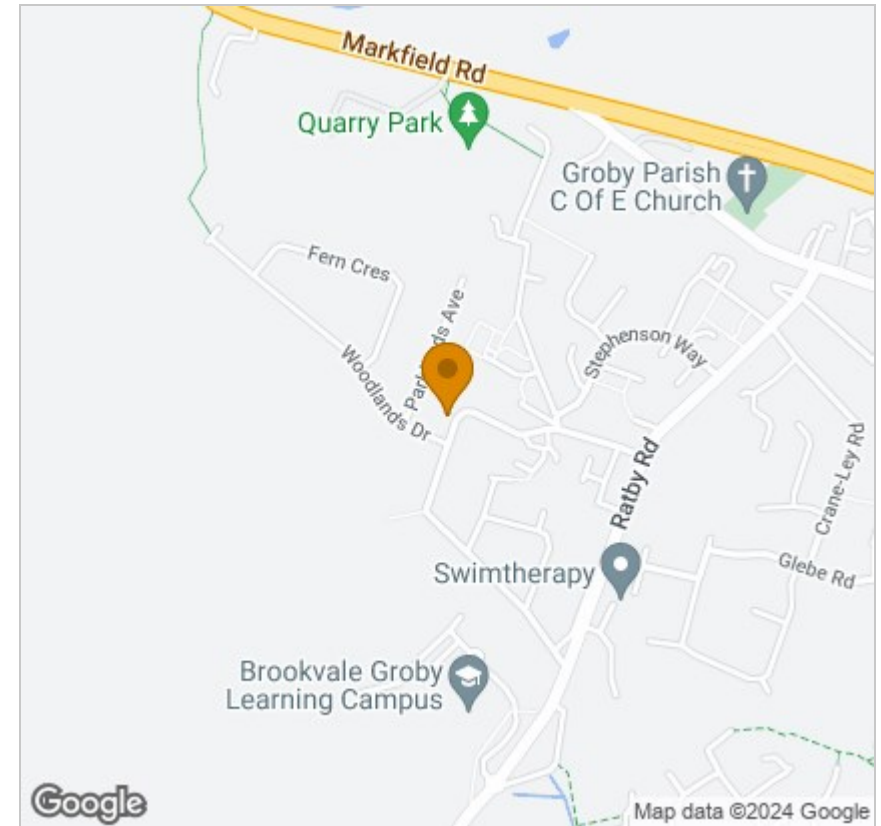 Markfield Rd
Quarry Park
Groby Parish
C Of E Church
Fern Cres
Stephenson Way
Woodlands Dr
Crane-Ley Rd
Ratby Rd
Glebe Rd
Swimtherapy
Brookvale Groby
Learning Campus
Google
Map data ©2024 Google